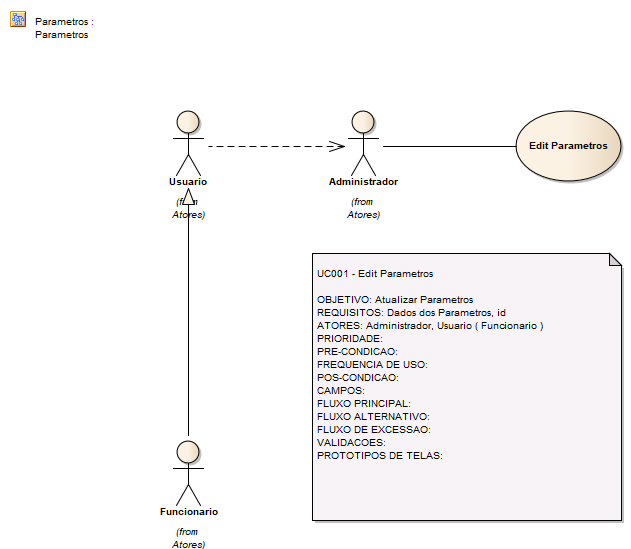 Parametros :
Parametros
Usuario
(from
Atores)
Administrador
(from
Atores)
Edit Parametros
UC001 - Edit Parametros
OBJETIVO: Atualizar Parametros
REQUISITOS: Dados dos Parametros, id
ATORES: Administrador, Usuario ( Funcionario )
PRIORIDADE:
PRE-CONDICAO:
FREQUENCIA DE USO:
POS-CONDICAO:
CAMPOS:
FLUXO PRINCIPAL:
FLUXO ALTERNATIVO:
FLUXO DE EXCESSAO:
VALIDACOES:
PROTOTIPOS DE TELAS:
Funcionario
(from
Atores)